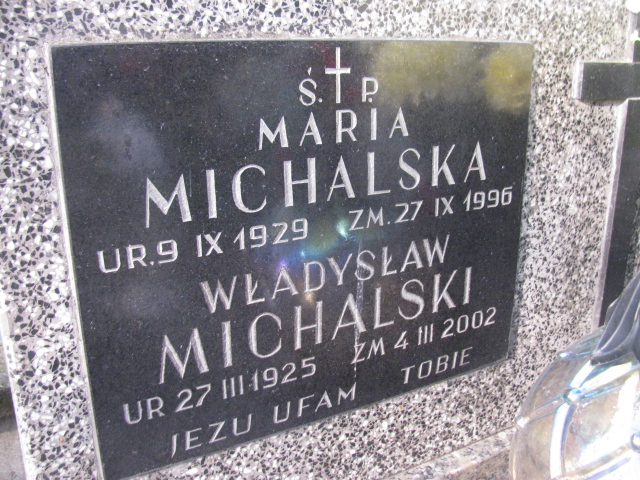 Ś. P.
MARIA
MICHALSKA
UR. 9 IX 1929 ZM. 27 IX 1996
WŁADYSŁAW
MICHALSKI
UR 27 III 1925 ZM 4 III 2002
JEZU UFAM TOBIE